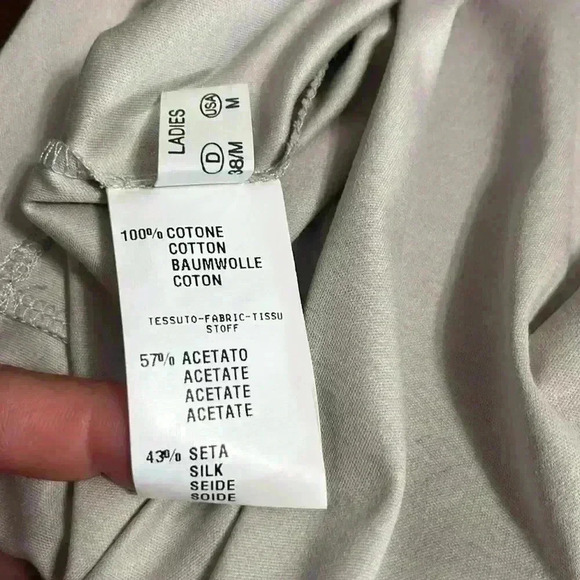 LADIES
USA M
D 38/M
100% COTONE
COTTON
BAUMWOLLE
COTON
TESSUTO-FABRIC-TISSU
STOFF
57% ACETATO
ACETATE
ACETATE
ACETATE
43% SETA
SILK
SEIDE
SOIDE